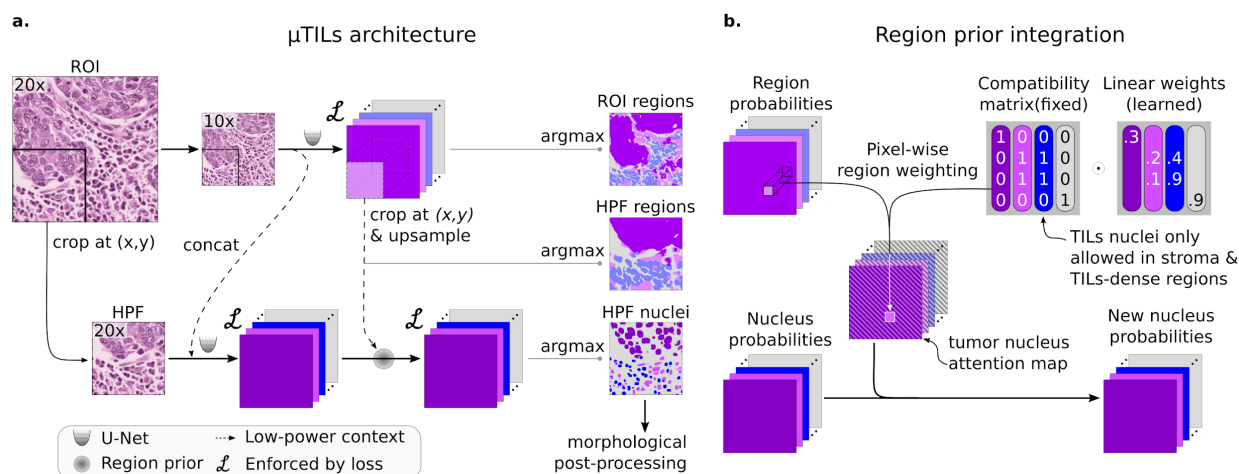 a.
μTILs architecture
ROI
20x
10x
ℒ
argmax
ROI regions
crop at (x,y)
concat
crop at (x,y)
& upsample
argmax
HPF regions
HPF
20x
ℒ
ℒ
argmax
HPF nuclei
U-Net
Low-power context
Region prior
ℒ Enforced by loss
morphological
post-processing
b.
Region prior integration
Region
probabilities
Pixel-wise
region weighting
Compatibility
matrix(fixed)
1 0 0 0
0 1 1 0
0 1 1 0
0 0 0 1
Linear weights
(learned)
.3
.2 .4
.1 .9
.9
TILs nuclei only
allowed in stroma &
TILs-dense regions
tumor nucleus
attention map
Nucleus
probabilities
New nucleus
probabilities